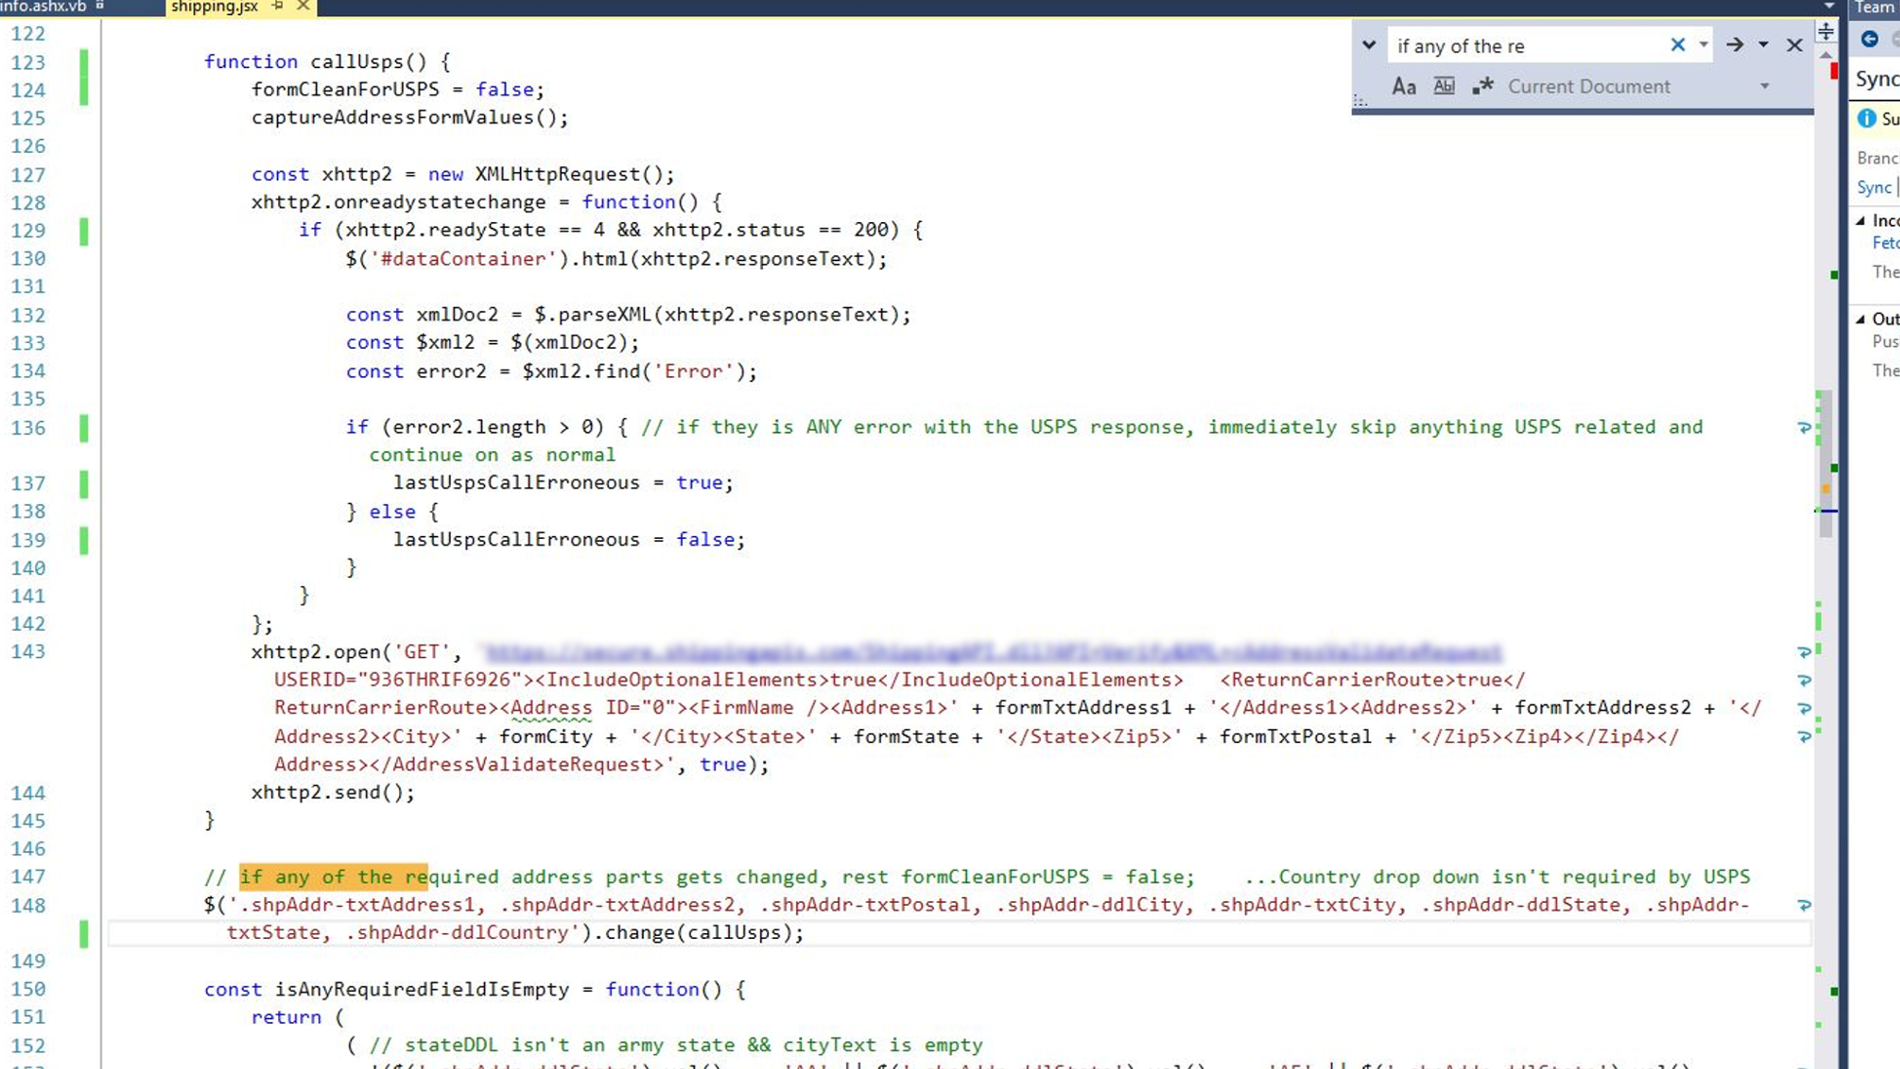 info.ashx.vb
shipping.jsx
Team
122
123 function callUsps() {
124 formCleanForUSPS = false;
125 captureAddressFormValues();
126
127 const xhttp2 = new XMLHttpRequest();
128 xhttp2.onreadystatechange = function() {
129 if (xhttp2.readyState == 4 && xhttp2.status == 200) {
130 $('#dataContainer').html(xhttp2.responseText);
131
132 const xmlDoc2 = $.parseXML(xhttp2.responseText);
133 const $xml2 = $(xmlDoc2);
134 const error2 = $xml2.find('Error');
135
136 if (error2.length > 0) { // if they is ANY error with the USPS response, immediately skip anything USPS related and
continue on as normal
137 lastUspsCallErroneous = true;
138 } else {
139 lastUspsCallErroneous = false;
140 }
141 }
142 };
143 xhttp2.open('GET', 
USERID="936THRIF6926"><IncludeOptionalElements>true</IncludeOptionalElements> <ReturnCarrierRoute>true</
ReturnCarrierRoute><Address ID="0"><FirmName /><Address1>' + formTxtAddress1 + '</Address1><Address2>' + formTxtAddress2 + '</
Address2><City>' + formCity + '</City><State>' + formState + '</State><Zip5>' + formTxtPostal + '</Zip5><Zip4></Zip4></
Address></AddressValidateRequest>', true);
144 xhttp2.send();
145 }
146
147 // if any of the required address parts gets changed, rest formCleanForUSPS = false; ...Country drop down isn't required by USPS
148 $('.shpAddr-txtAddress1, .shpAddr-txtAddress2, .shpAddr-txtPostal, .shpAddr-ddlCity, .shpAddr-txtCity, .shpAddr-ddlState, .shpAddr-
txtState, .shpAddr-ddlCountry').change(callUsps);
149
150 const isAnyRequiredFieldIsEmpty = function() {
151 return (
152 ( // stateDDL isn't an army state && cityText is empty
if any of the re
Aa Abl .* Current Document
Sync
Su
Branc
Sync |
Inco
Fetc
The
Out
Pus
The